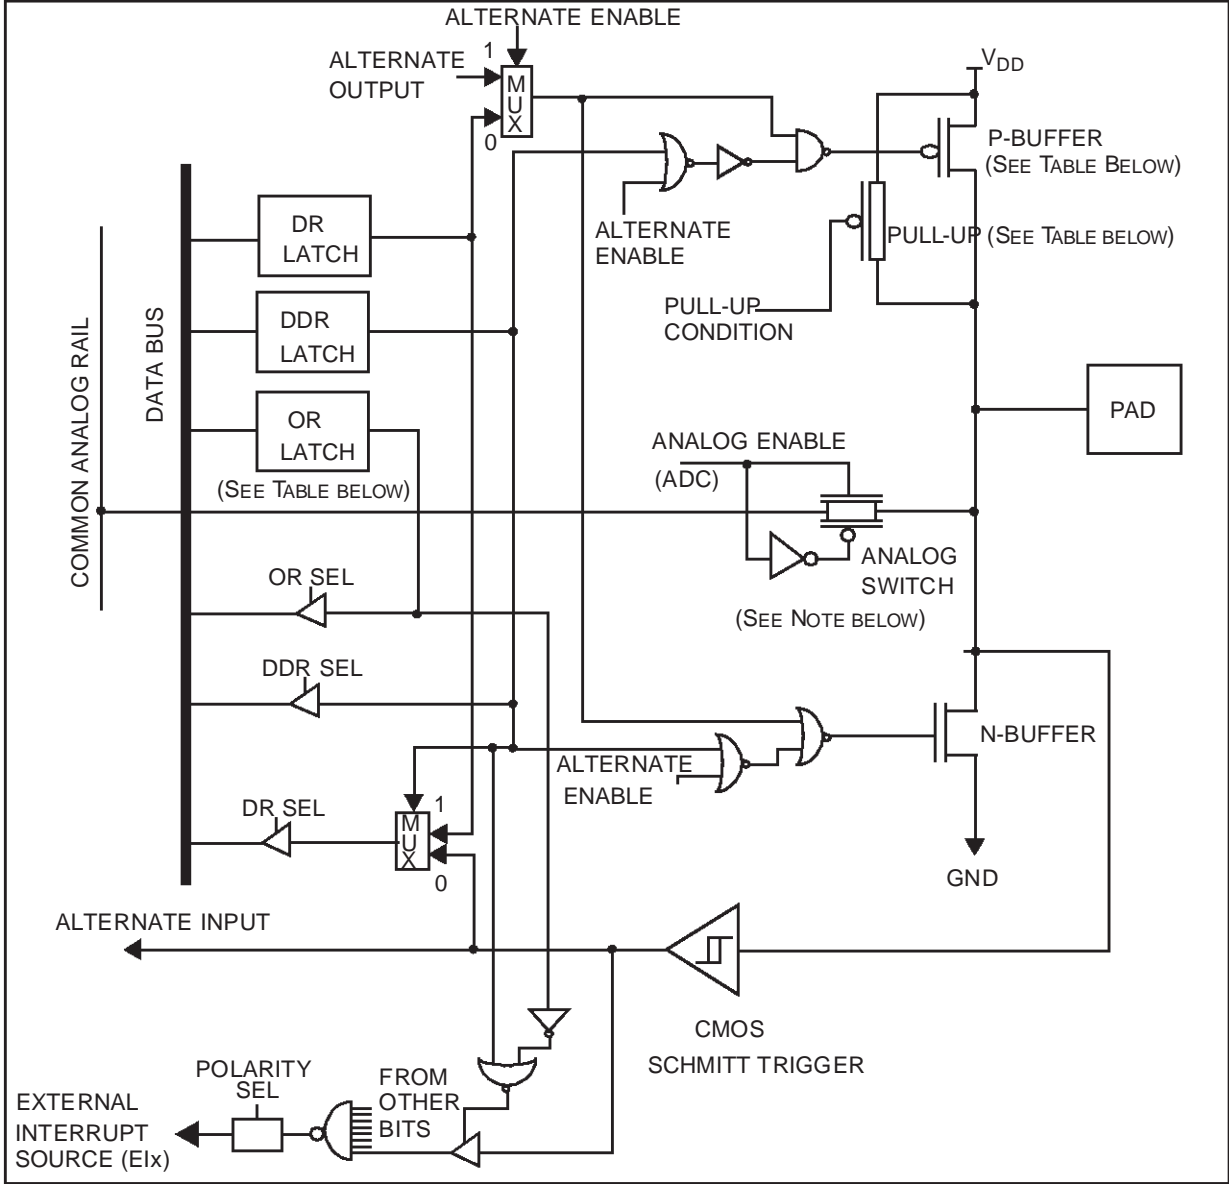 ALTERNATE ENABLE
1
ALTERNATE
OUTPUT
M
U
X
0
VDD
P-BUFFER
(SEE TABLE BELOW)
DR
LATCH
ALTERNATE
ENABLE
PULL-UP (SEE TABLE BELOW)
PULL-UP
CONDITION
DDR
LATCH
COMMON ANALOG RAIL
DATA BUS
OR
LATCH
(SEE TABLE BELOW)
PAD
ANALOG ENABLE
(ADC)
ANALOG
SWITCH
(SEE NOTE BELOW)
OR SEL
DDR SEL
N-BUFFER
ALTERNATE
ENABLE
DR SEL
1
M
U
X
0
GND
ALTERNATE INPUT
CMOS
SCHMITT TRIGGER
POLARITY
SEL
FROM
OTHER
BITS
EXTERNAL
INTERRUPT
SOURCE (EIx)